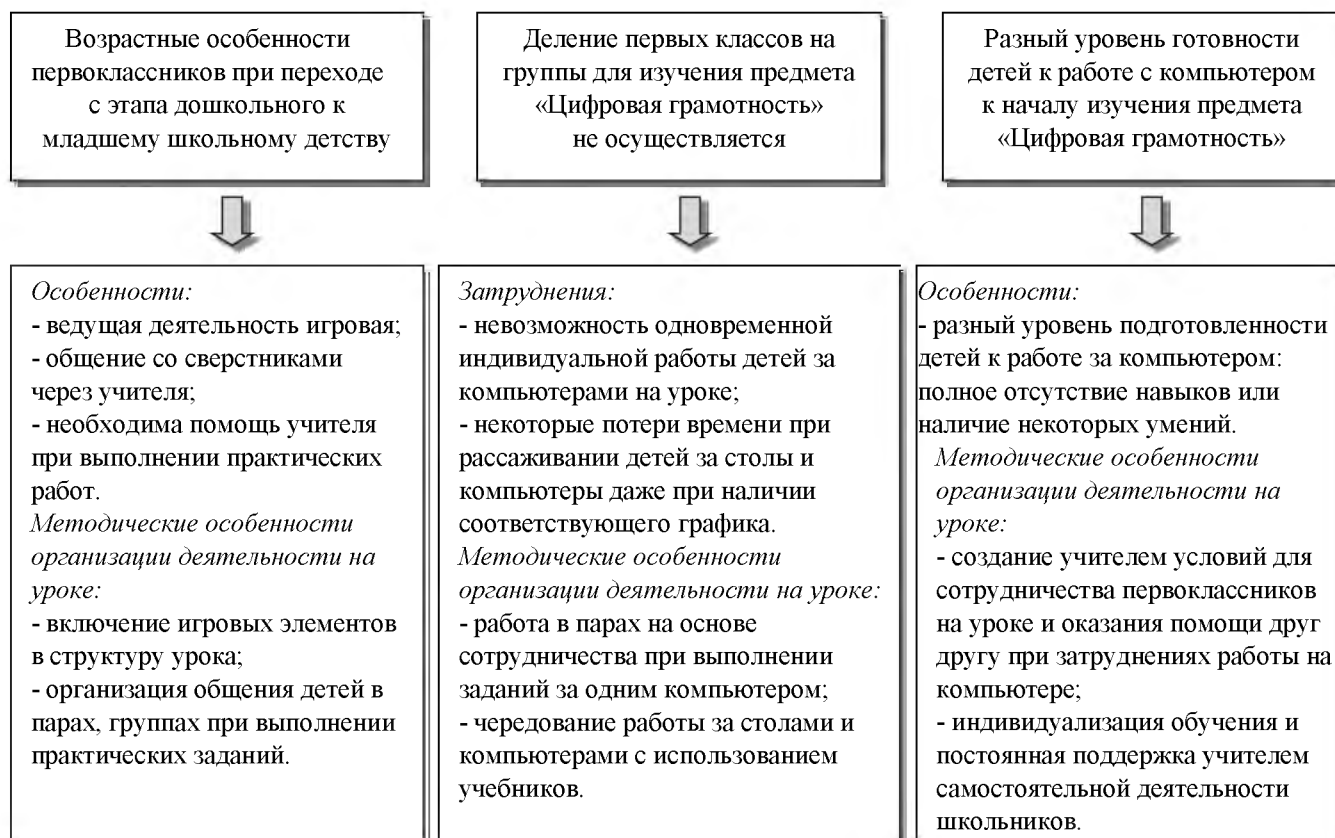 Возрастные особенности
первоклассников при переходе
с этапа дошкольного к
младшему школьному детству
Деление первых классов на
группы для изучения предмета
«Цифровая грамотность»
не осуществляется
Разный уровень готовности
детей к работе с компьютером
к началу изучения предмета
«Цифровая грамотность»
Особенности:
- ведущая деятельность игровая;
- общение со сверстниками
через учителя;
- необходима помощь учителя
при выполнении практических
работ.
Методические особенности
организации деятельности на
уроке:
- включение игровых элементов
в структуру урока;
- организация общения детей в
парах, группах при выполнении
практических заданий.
Затруднения:
- невозможность одновременной
индивидуальной работы детей за
компьютерами на уроке;
- некоторые потери времени при
рассаживании детей за столы и
компьютеры даже при наличии
соответствующего графика.
Методические особенности
организации деятельности на уроке:
- работа в парах на основе
сотрудничества при выполнении
заданий за одним компьютером;
- чередование работы за столами и
компьютерами с использованием
учебников.
Особенности:
- разный уровень подготовленности
детей к работе за компьютером:
полное отсутствие навыков или
наличие некоторых умений.
Методические особенности
организации деятельности на
уроке:
- создание учителем условий для
сотрудничества первоклассников
на уроке и оказания помощи друг
другу при затруднениях работы на
компьютере;
- индивидуализация обучения и
постоянная поддержка учителем
самостоятельной деятельности
школьников.